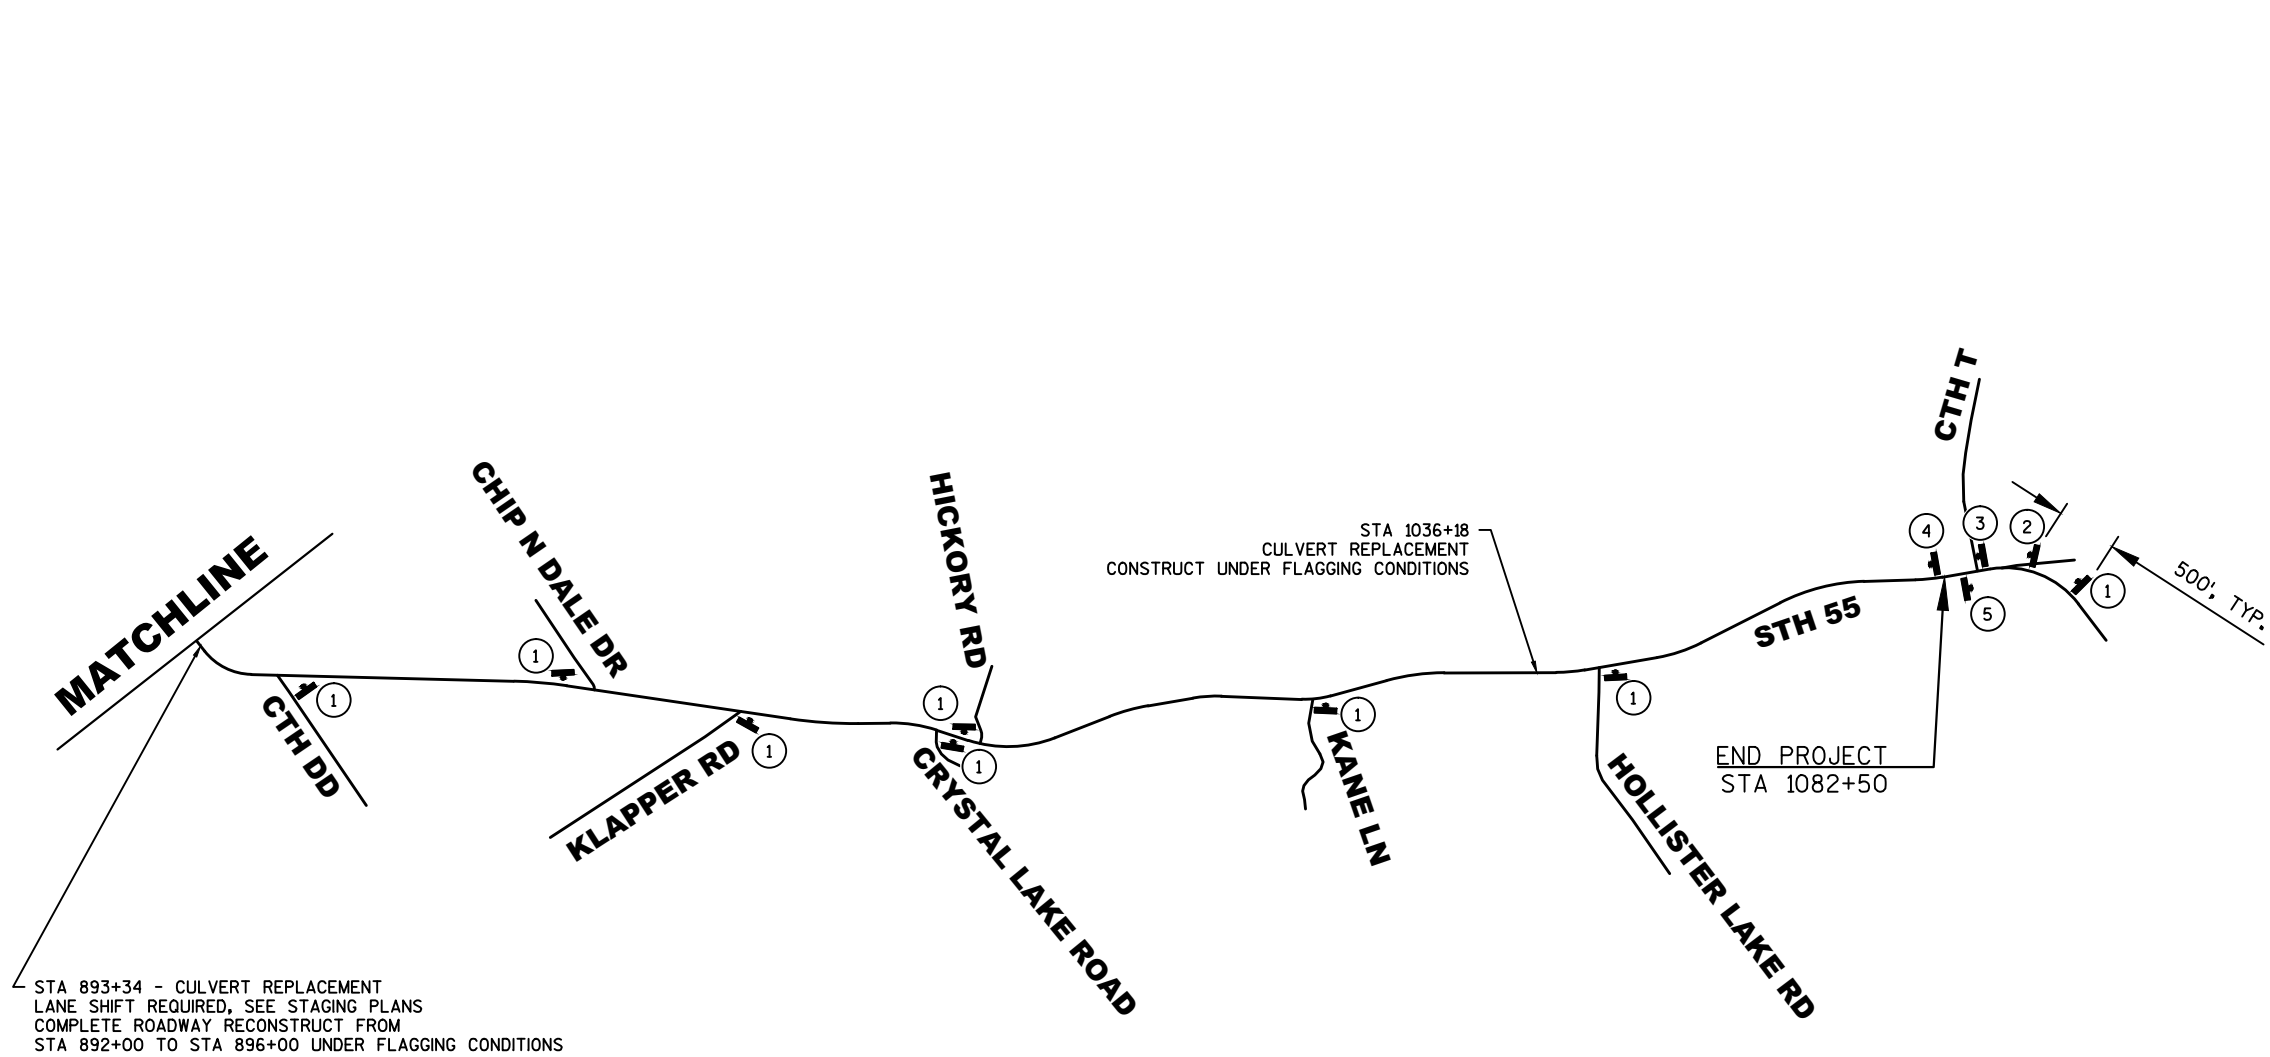 CTH T
CHIP N DALE DR
HICKORY RD
MATCHLINE
STA 1036+18
CULVERT REPLACEMENT
CONSTRUCT UNDER FLAGGING CONDITIONS
4
3
2
500', TYP.
1
5
STH 55
1
1
CTH DD
1
KLAPPER RD
1
1
CRYSTAL LAKE ROAD
1
KANE LN
1
HOLLISTER LAKE RD
END PROJECT
STA 1082+50
STA 893+34 - CULVERT REPLACEMENT
LANE SHIFT REQUIRED, SEE STAGING PLANS
COMPLETE ROADWAY RECONSTRUCT FROM
STA 892+00 TO STA 896+00 UNDER FLAGGING CONDITIONS
1